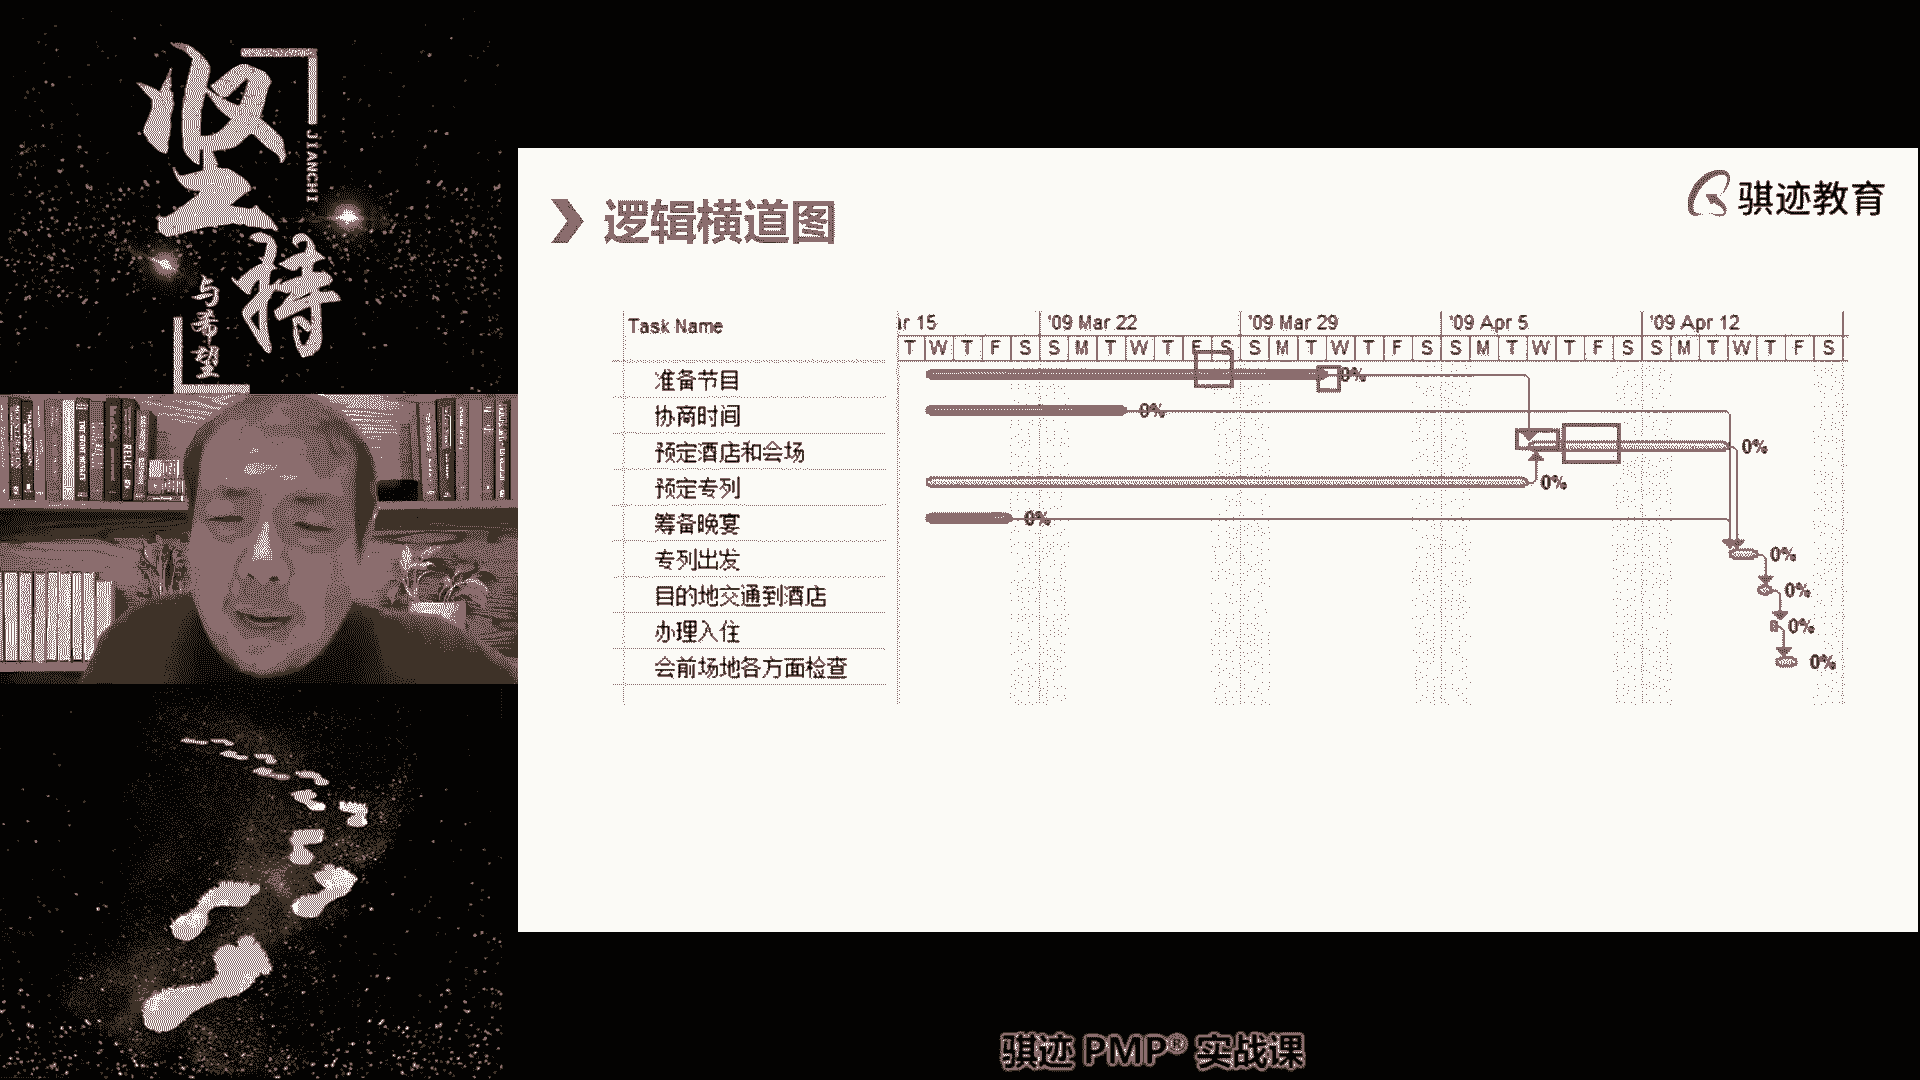 坚持
JIANCHI
与希望
骐迹教育
逻辑横道图
Task Name
ar 15 '09 Mar 22 '09 Mar 29 '09 Apr 5 '09 Apr 12
T W T F S S M T W T F S S M T W T F S S M T W T F S S M T W T F S
准备节目 0%
协商时间 0%
预定酒店和会场 0%
预定专列 0%
筹备晚宴 0%
专列出发 0%
目的地交通到酒店 0%
办理入住 0%
会前场地各方面检查 0%
骐迹 PMP® 实战课